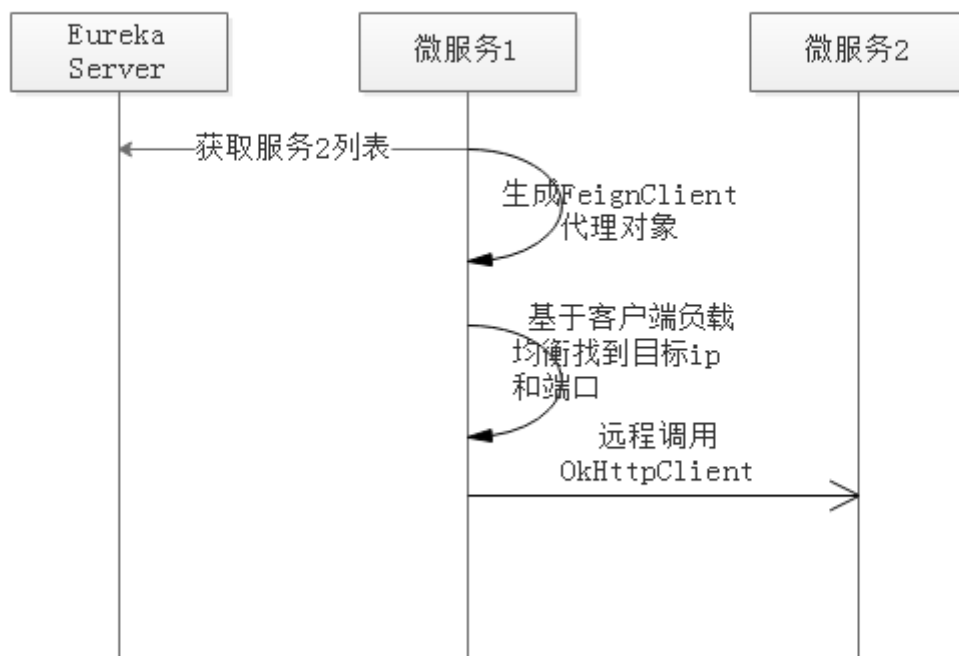 Eureka
Server
微服务1
微服务2
获取服务2列表
生成FeignClient
代理对象
基于客户端负载
均衡找到目标ip
和端口
远程调用
OkHttpClient